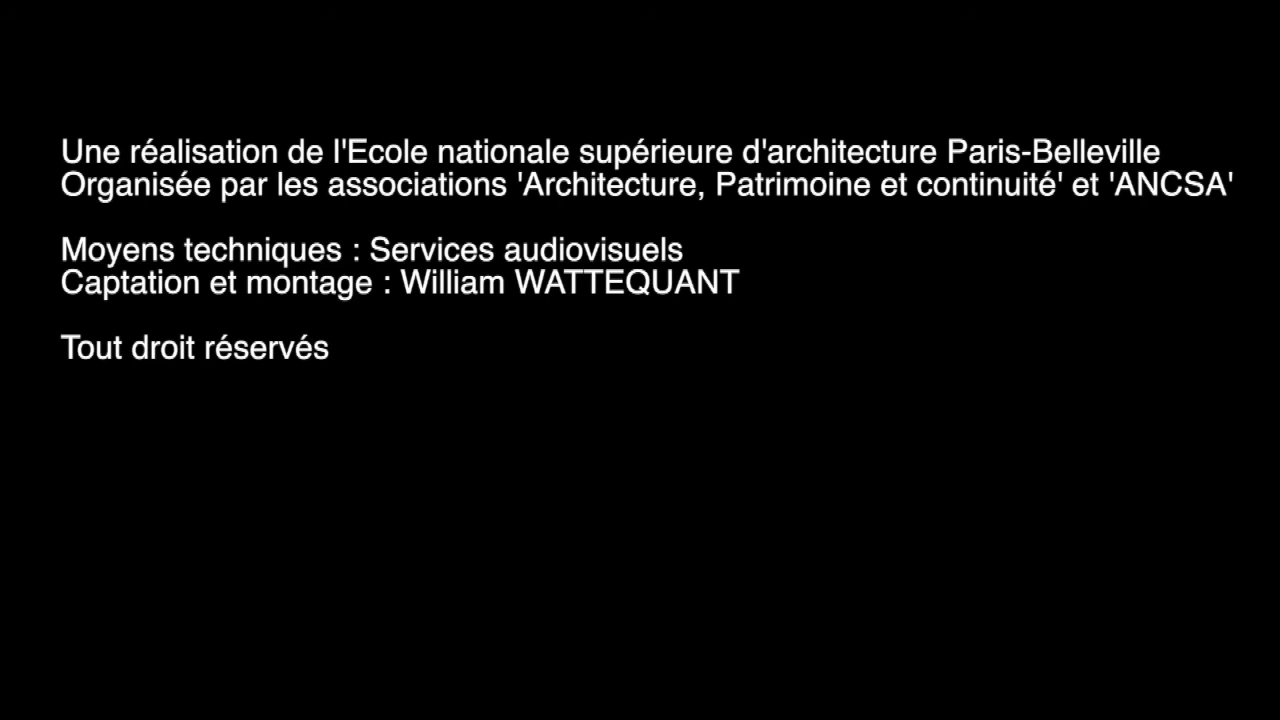 Une réalisation de l'Ecole nationale supérieure d'architecture Paris-Belleville
Organisée par les associations 'Architecture, Patrimoine et continuité' et 'ANCSA'
Moyens techniques : Services audiovisuels
Captation et montage : William WATTEQUANT
Tout droit réservés